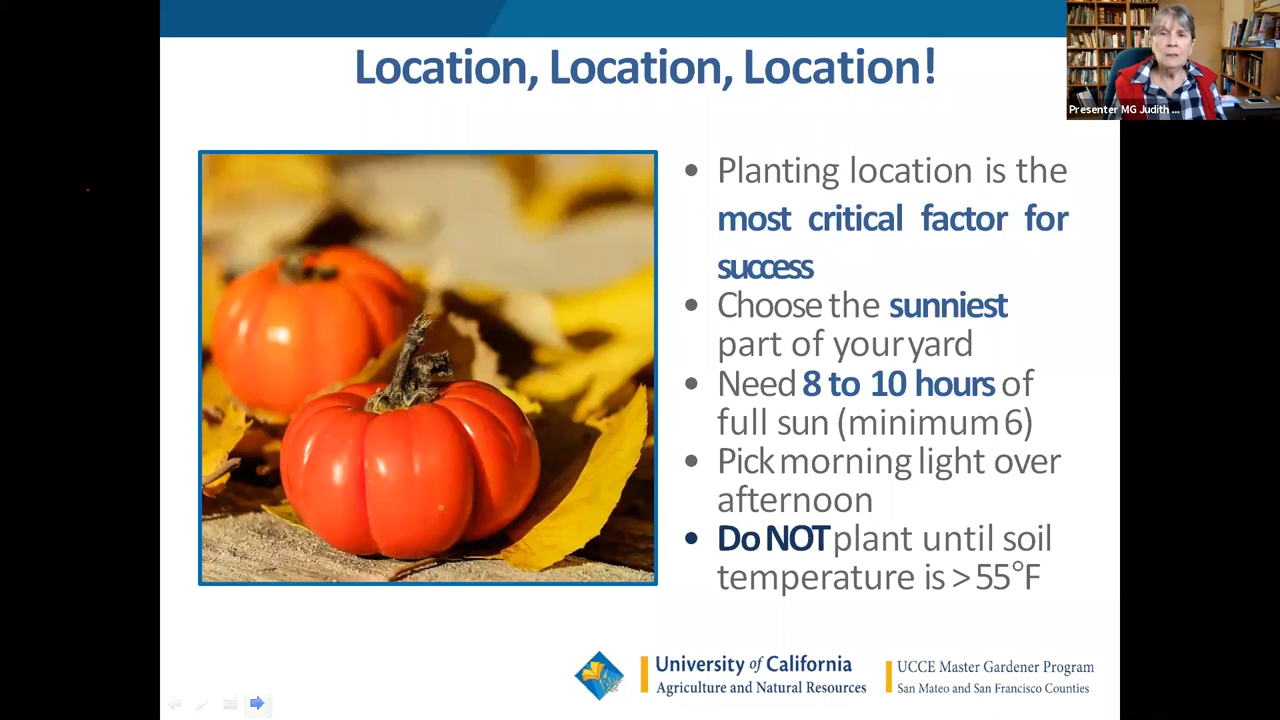 Location, Location, Location!
Presenter MG Judith ...
• Planting location is the
most critical factor for
success
• Choose the sunniest
part of your yard
• Need 8 to 10 hours of
full sun (minimum 6)
• Pick morning light over
afternoon
• Do NOT plant until soil
temperature is > 55°F
University of California
Agriculture and Natural Resources
UCCE Master Gardener Program
San Mateo and San Francisco Counties